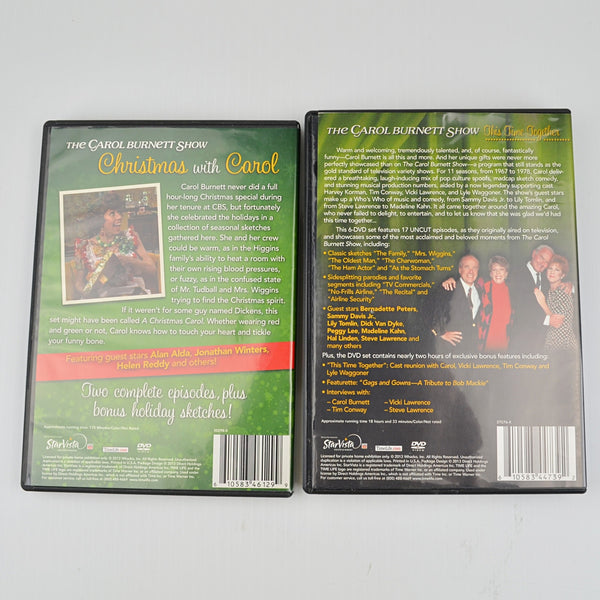 THE CAROL BURNETT SHOW
Christmas with Carol
Carol Burnett never did a full
hour-long Christmas special during
her tenure at CBS, but fortunately
she celebrated the holidays in a
collection of seasonal sketches
gathered here. She and her crew
could be warm, as in the Higgins
family's ability to heat a room with
their own rising blood pressures,
or fuzzy, as in the confused state
of Mr. Tudball and Mrs. Wiggins
trying to find the Christmas spirit.
If it weren't for some guy named Dickens, this
set might have been called A Christmas Carol. Whether wearing red
and green or not, Carol knows how to touch your heart and tickle
your funny bone.
Featuring guest stars Alan Alda, Jonathan Winters,
Helen Reddy and others!
Two complete episodes, plus
bonus holiday sketches!
StarVista
DVD
TimeLife.com
6 10583 46129 9
THE CAROL BURNETT SHOW This Time Together
Warm and welcoming, tremendously talented, and, of course, fantastically
funny—Carol Burnett is all this and more. And her unique gifts were never more
perfectly showcased than on The Carol Burnett Show—a program that still stands as the
gold standard of television variety shows. For 11 seasons, from 1967 to 1978, Carol deliv-
ered a breathtaking, laugh-inducing mix of pop culture spoofs, madcap sketch comedy,
and stunning musical production numbers, aided by a now legendary supporting cast
Harvey Korman, Tim Conway, Vicki Lawrence, and Lyle Waggoner. The show's guest stars
make up a Who's Who of music and comedy, from Sammy Davis Jr. to Lily Tomlin, and
from Steve Lawrence to Madeline Kahn. It all came together around the amazing Carol,
who never failed to delight, to entertain, and to let us know that she was glad we'd had
this time together...
This 6-DVD set features 17 UNCUT episodes, as they originally aired on television,
and showcases some of the most acclaimed and beloved moments from The Carol
Burnett Show, including:
• Classic sketches "The Family," "Mrs. Wiggins,"
"The Oldest Man," "The Charwoman,"
"The Ham Actor" and "As the Stomach Turns"
• Sidesplitting parodies and favorite
segments including "TV Commercials,"
"No-Frills Airline," "The Recital" and
"Airline Security"
• Guest stars Bernadette Peters,
Sammy Davis Jr.,
Lily Tomlin, Dick Van Dyke,
Peggy Lee, Madeline Kahn,
Hal Linden, Steve Lawrence and
many others
Plus, the DVD set contains nearly two hours of exclusive bonus features including:
• "This Time Together": Cast reunion with Carol, Vicki Lawrence, Tim Conway and
Lyle Waggoner
• Featurette: "Gags and Gowns—A Tribute to Bob Mackie"
• Interviews with:
– Carol Burnett – Vicki Lawrence
– Tim Conway – Steve Lawrence
Approximately running time 18 hours and 33 minutes/Color/Not rated
StarVista
DVD
TimeLife.com